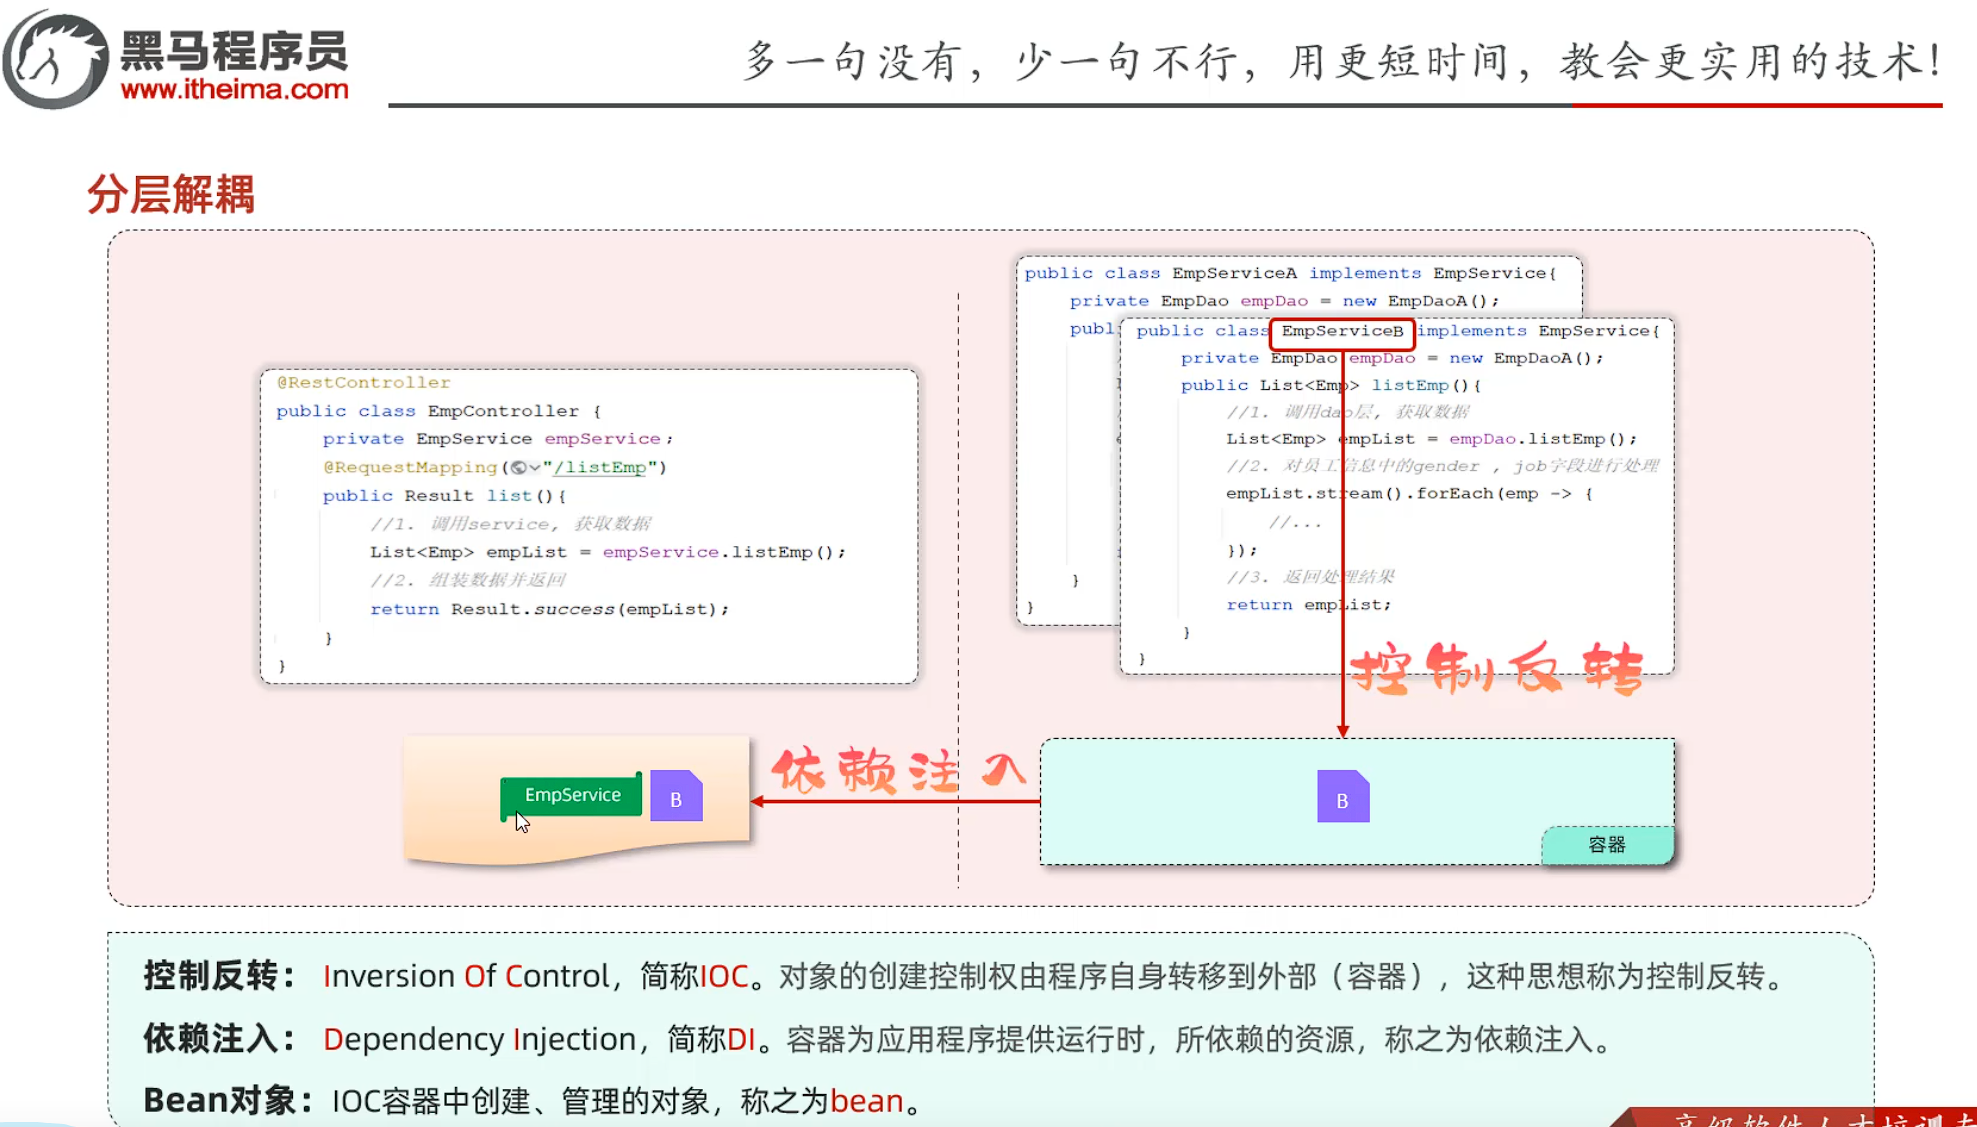 黑马程序员
www.itheima.com
多一句没有，少一句不行，用更短时间，教会更实用的技术！
分层解耦
@RestController
public class EmpController {
private EmpService empService;
@RequestMapping("/listEmp")
public Result list(){
//1. 调用service, 获取数据
List<Emp> empList = empService.listEmp();
//2. 组装数据并返回
return Result.success(empList);
}
}
public class EmpServiceA implements EmpService{
private EmpDao empDao = new EmpDaoA();
publ
}
}
public class EmpServiceB implements EmpService{
private EmpDao empDao = new EmpDaoA();
public List<Emp> listEmp(){
//1. 调用dao层, 获取数据
List<Emp> empList = empDao.listEmp();
//2. 对员工信息中的gender , job字段进行处理
empList.stream().forEach(emp -> {
//...
});
//3. 返回处理结果
return empList;
}
}
控制反转
依赖注入
EmpService
B
B
容器
控制反转： Inversion Of Control，简称IOC。对象的创建控制权由程序自身转移到外部（容器），这种思想称为控制反转。
依赖注入： Dependency Injection，简称DI。容器为应用程序提供运行时，所依赖的资源，称之为依赖注入。
Bean对象：IOC容器中创建、管理的对象，称之为bean。
高级软件人才培训专